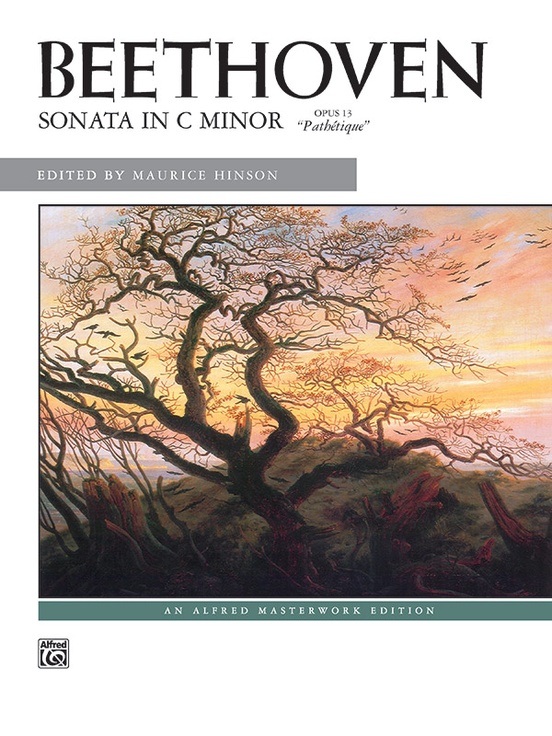 BEETHOVEN
SONATA IN C MINOR OPUS 13
"Pathétique"
EDITED BY MAURICE HINSON
AN ALFRED MASTERWORK EDITION
Alfred